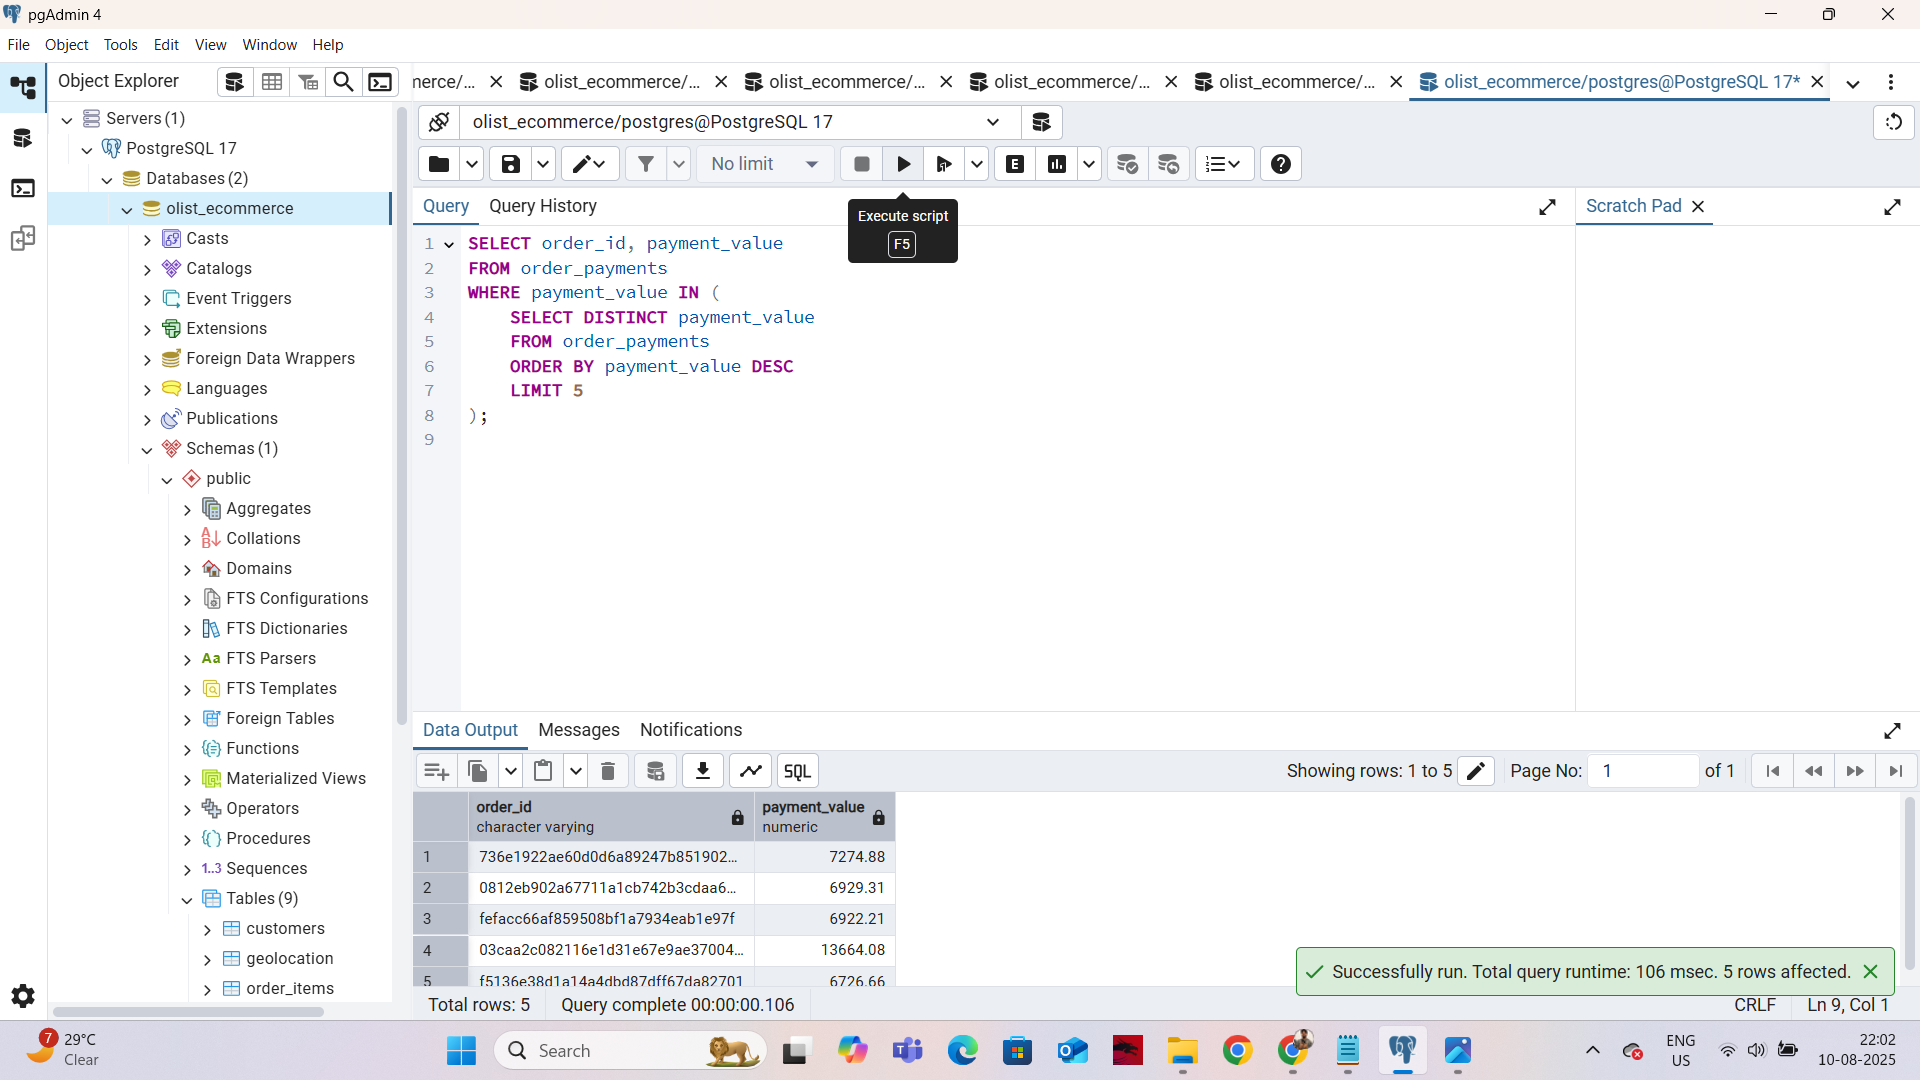 pgAdmin 4
File Object Tools Edit View Window Help
Object Explorer
nerce/... olist_ecommerce/... olist_ecommerce/... olist_ecommerce/... olist_ecommerce/... olist_ecommerce/postgres@PostgreSQL 17*
Servers (1)
PostgreSQL 17
Databases (2)
olist_ecommerce
Casts
Catalogs
Event Triggers
Extensions
Foreign Data Wrappers
Languages
Publications
Schemas (1)
public
Aggregates
Collations
Domains
FTS Configurations
FTS Dictionaries
Aa FTS Parsers
FTS Templates
Foreign Tables
Functions
Materialized Views
Operators
Procedures
1..3 Sequences
Tables (9)
customers
geolocation
order_items
olist_ecommerce/postgres@PostgreSQL 17
No limit
E
Query Query History
Execute script
F5
Scratch Pad
1 SELECT order_id, payment_value
2 FROM order_payments
3 WHERE payment_value IN (
4 SELECT DISTINCT payment_value
5 FROM order_payments
6 ORDER BY payment_value DESC
7 LIMIT 5
8 );
9
Data Output Messages Notifications
SQL
Showing rows: 1 to 5 Page No: 1 of 1
order_id payment_value
character varying numeric
1 736e1922ae60d0d6a89247b851902... 7274.88
2 0812eb902a67711a1cb742b3cdaa6... 6929.31
3 fefacc66af859508bf1a7934eab1e97f 6922.21
4 03caa2c082116e1d31e67e9ae37004... 13664.08
5 f5136e38d1a14a4dbd87dff67da82701 6726.66
Successfully run. Total query runtime: 106 msec. 5 rows affected.
Total rows: 5 Query complete 00:00:00.106
CRLF Ln 9, Col 1
7
29°C
Clear
Search
ENG
US
22:02
10-08-2025